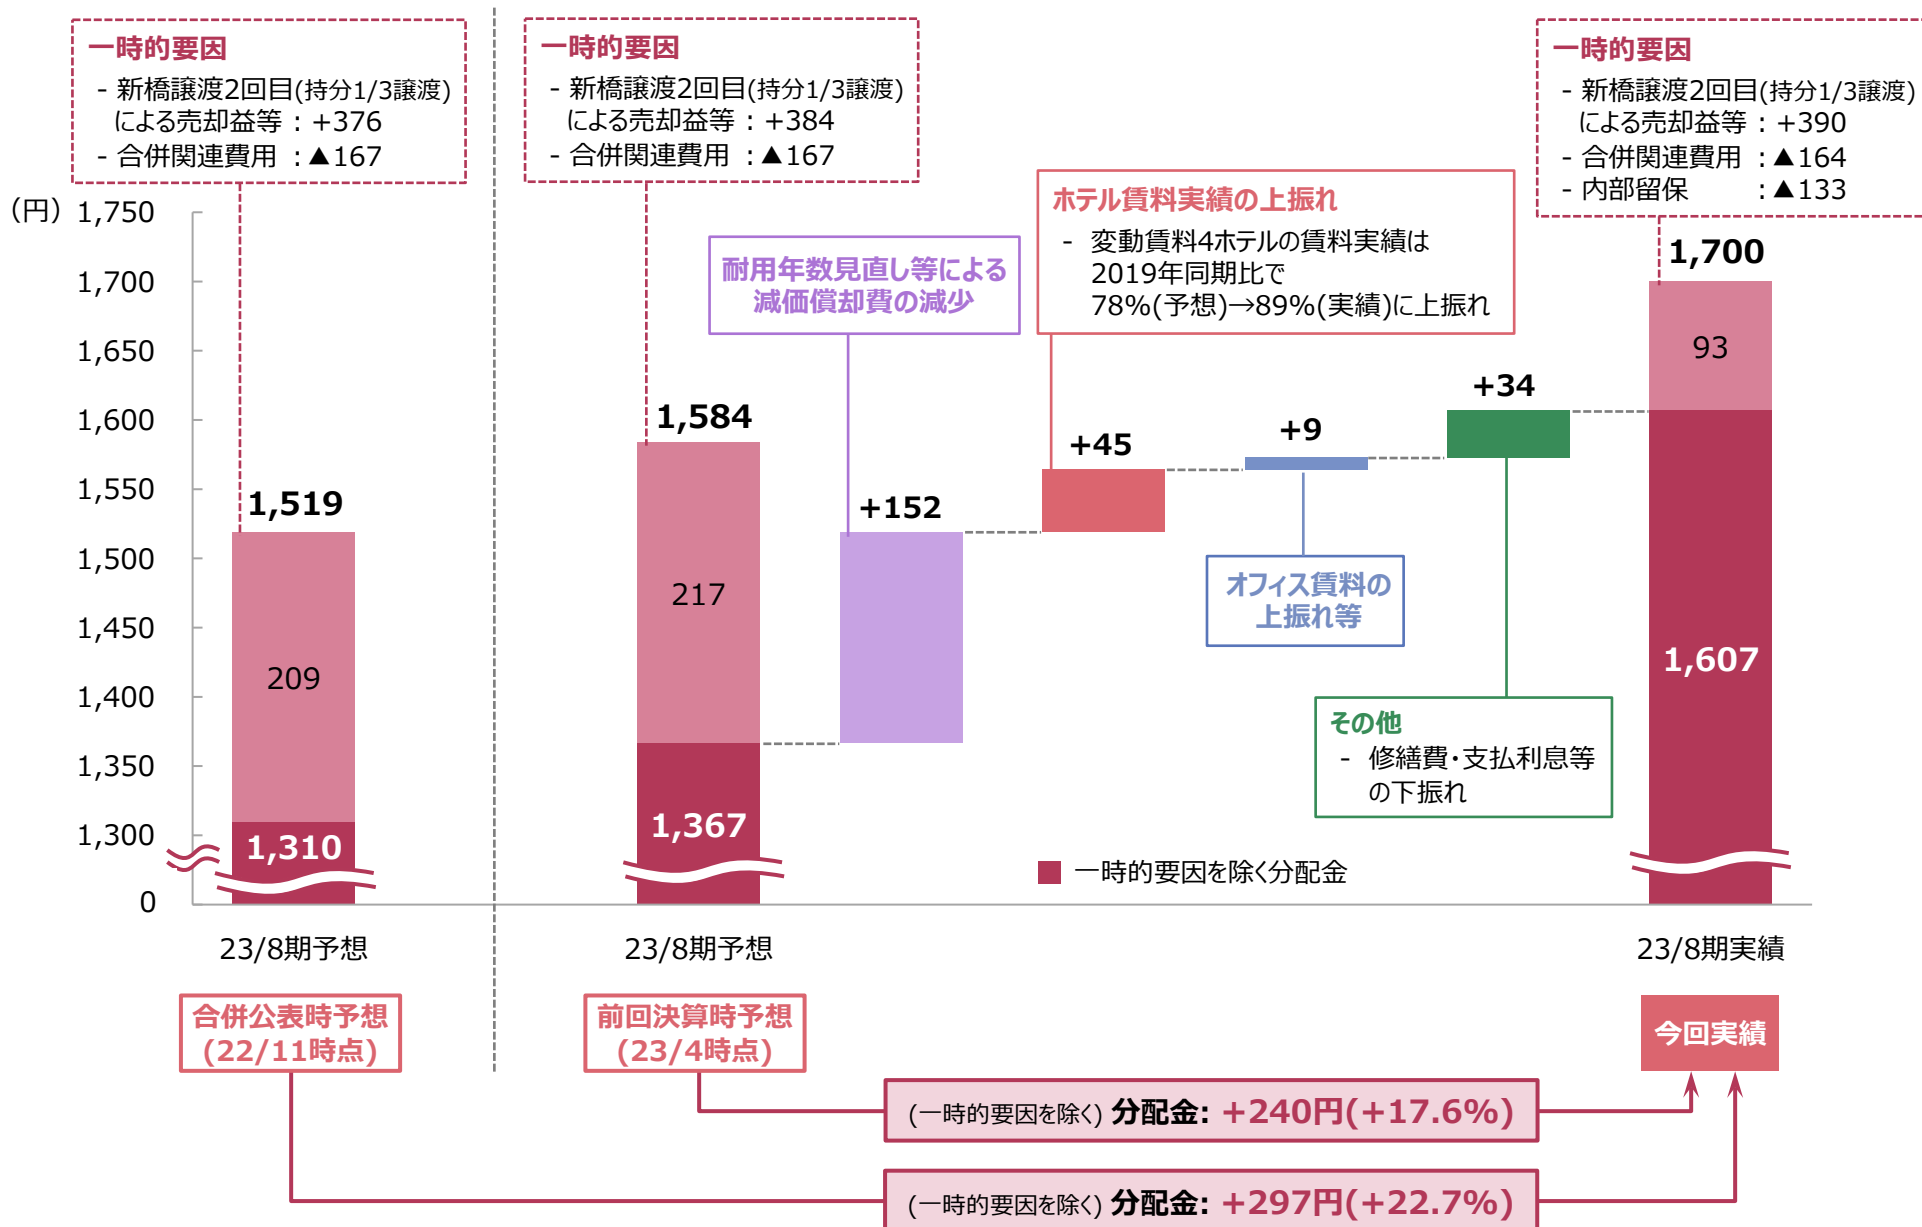 一時的要因
- 新橋譲渡2回目(持分1/3譲渡)
による売却益等 : +376
- 合併関連費用 : ▲167
一時的要因
- 新橋譲渡2回目(持分1/3譲渡)
による売却益等 : +384
- 合併関連費用 : ▲167
一時的要因
- 新橋譲渡2回目(持分1/3譲渡)
による売却益等 : +390
- 合併関連費用 : ▲164
- 内部留保 : ▲133
(円)
1,750
1,700
1,650
1,600
1,550
1,500
1,450
1,400
1,350
1,300
0
1,519
209
1,310
1,584
217
1,367
耐用年数見直し等による
減価償却費の減少
+152
ホテル賃料実績の上振れ
- 変動賃料4ホテルの賃料実績は
2019年同期比で
78%(予想)→89%(実績)に上振れ
+45
+9
オフィス賃料の
上振れ等
+34
その他
- 修繕費・支払利息等
の下振れ
1,700
93
1,607
一時的要因を除く分配金
23/8期予想
23/8期予想
23/8期実績
合併公表時予想
(22/11時点)
前回決算時予想
(23/4時点)
今回実績
(一時的要因を除く) 分配金: +240円(+17.6%)
(一時的要因を除く) 分配金: +297円(+22.7%)